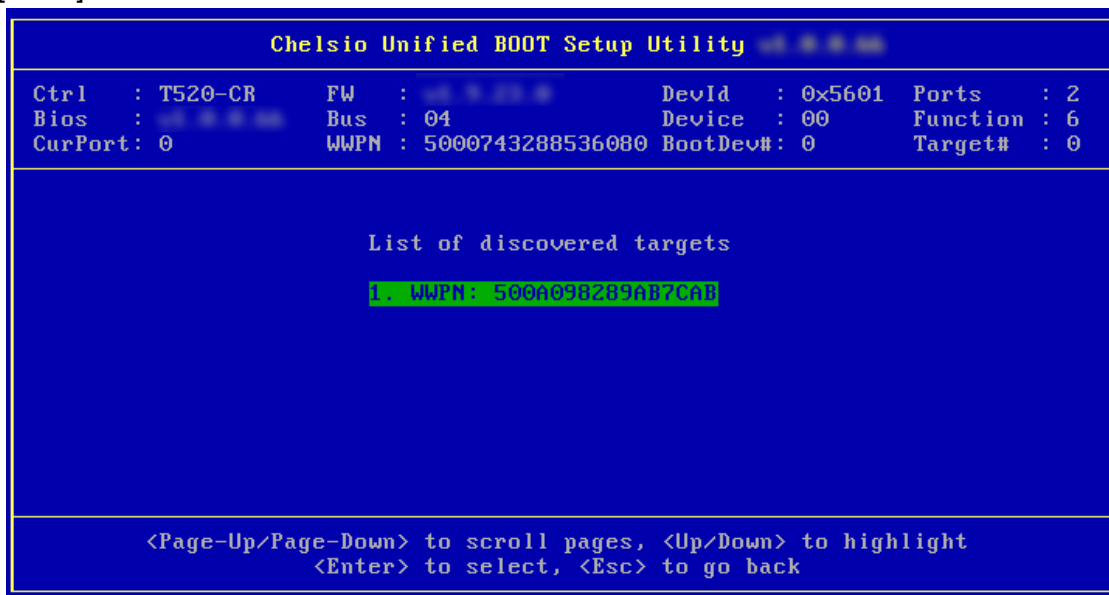 Chelsio Unified BOOT Setup Utility
Ctrl : T520-CR FW : DevId : 0x5601 Ports : 2
Bios : Bus : 04 Device : 00 Function : 6
CurPort: 0 WWPN : 5000743288536080 BootDev#: 0 Target# : 0
List of discovered targets
1. WWPN: 500A098289AB7CAB
<Page-Up/Page-Down> to scroll pages, <Up/Down> to highlight
<Enter> to select, <Esc> to go back